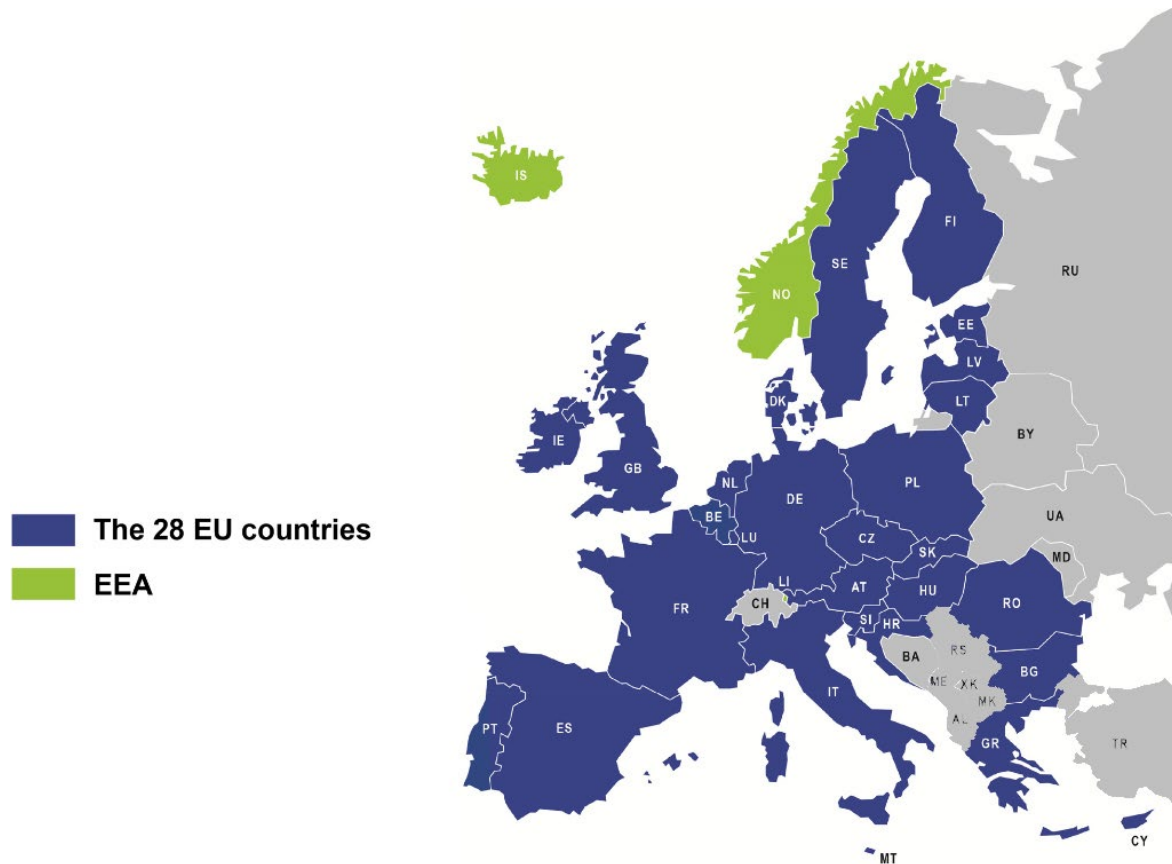 IS
FI
SE
NO
RU
EE
LV
LT
DK
BY
IE
GB
NL
DE
PL
BE
UA
The 28 EU countries
LU
CZ
SK
MD
EEA
LI
AT
HU
CH
FR
RO
SI
HR
BA
RS
BG
ME
XK
IT
MK
PT
ES
AL
GR
TR
CY
MT